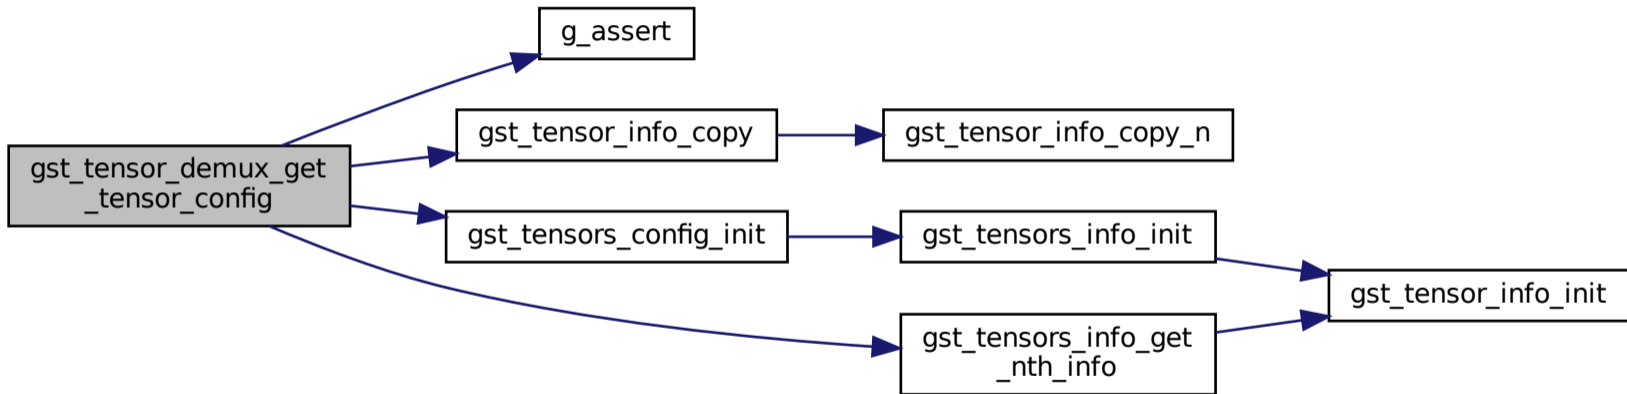 g_assert
gst_tensor_info_copy
gst_tensor_info_copy_n
gst_tensor_demux_get
_tensor_config
gst_tensors_config_init
gst_tensors_info_init
gst_tensor_info_init
gst_tensors_info_get
_nth_info